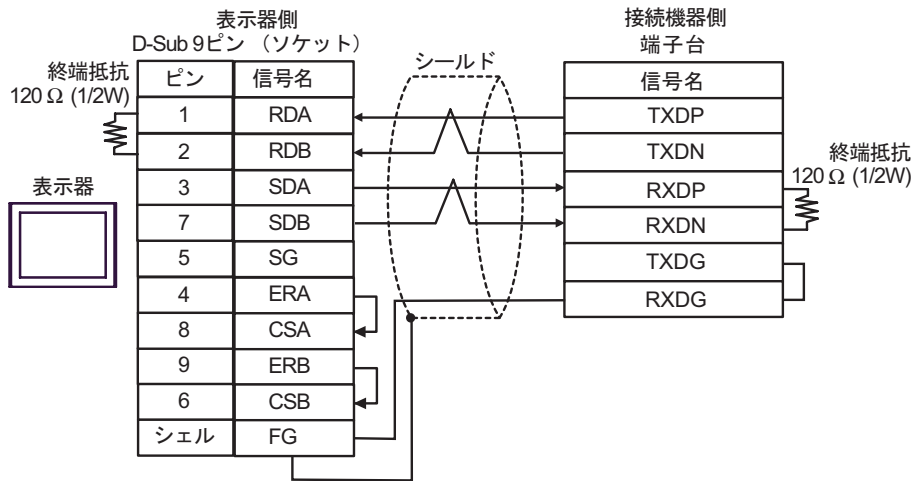 表示器側
D-Sub 9ピン （ソケット）
終端抵抗
120 Ω (1/2W)
ピン 信号名
1 RDA
2 RDB
3 SDA
7 SDB
5 SG
4 ERA
8 CSA
9 ERB
6 CSB
シェル FG
表示器
シールド
接続機器側
端子台
信号名
TXDP
TXDN
RXDP
RXDN
TXDG
RXDG
終端抵抗
120 Ω (1/2W)